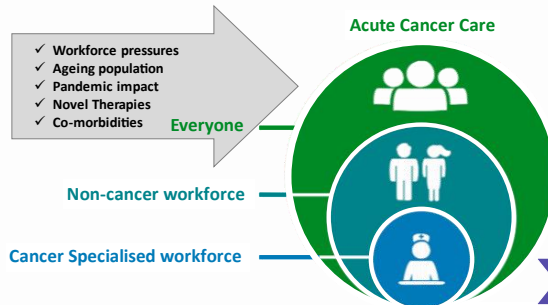 Acute Cancer Care
✓ Workforce pressures
✓ Ageing population
✓ Pandemic impact
✓ Novel Therapies
✓ Co-morbidities
Everyone
Non-cancer workforce
Cancer Specialised workforce